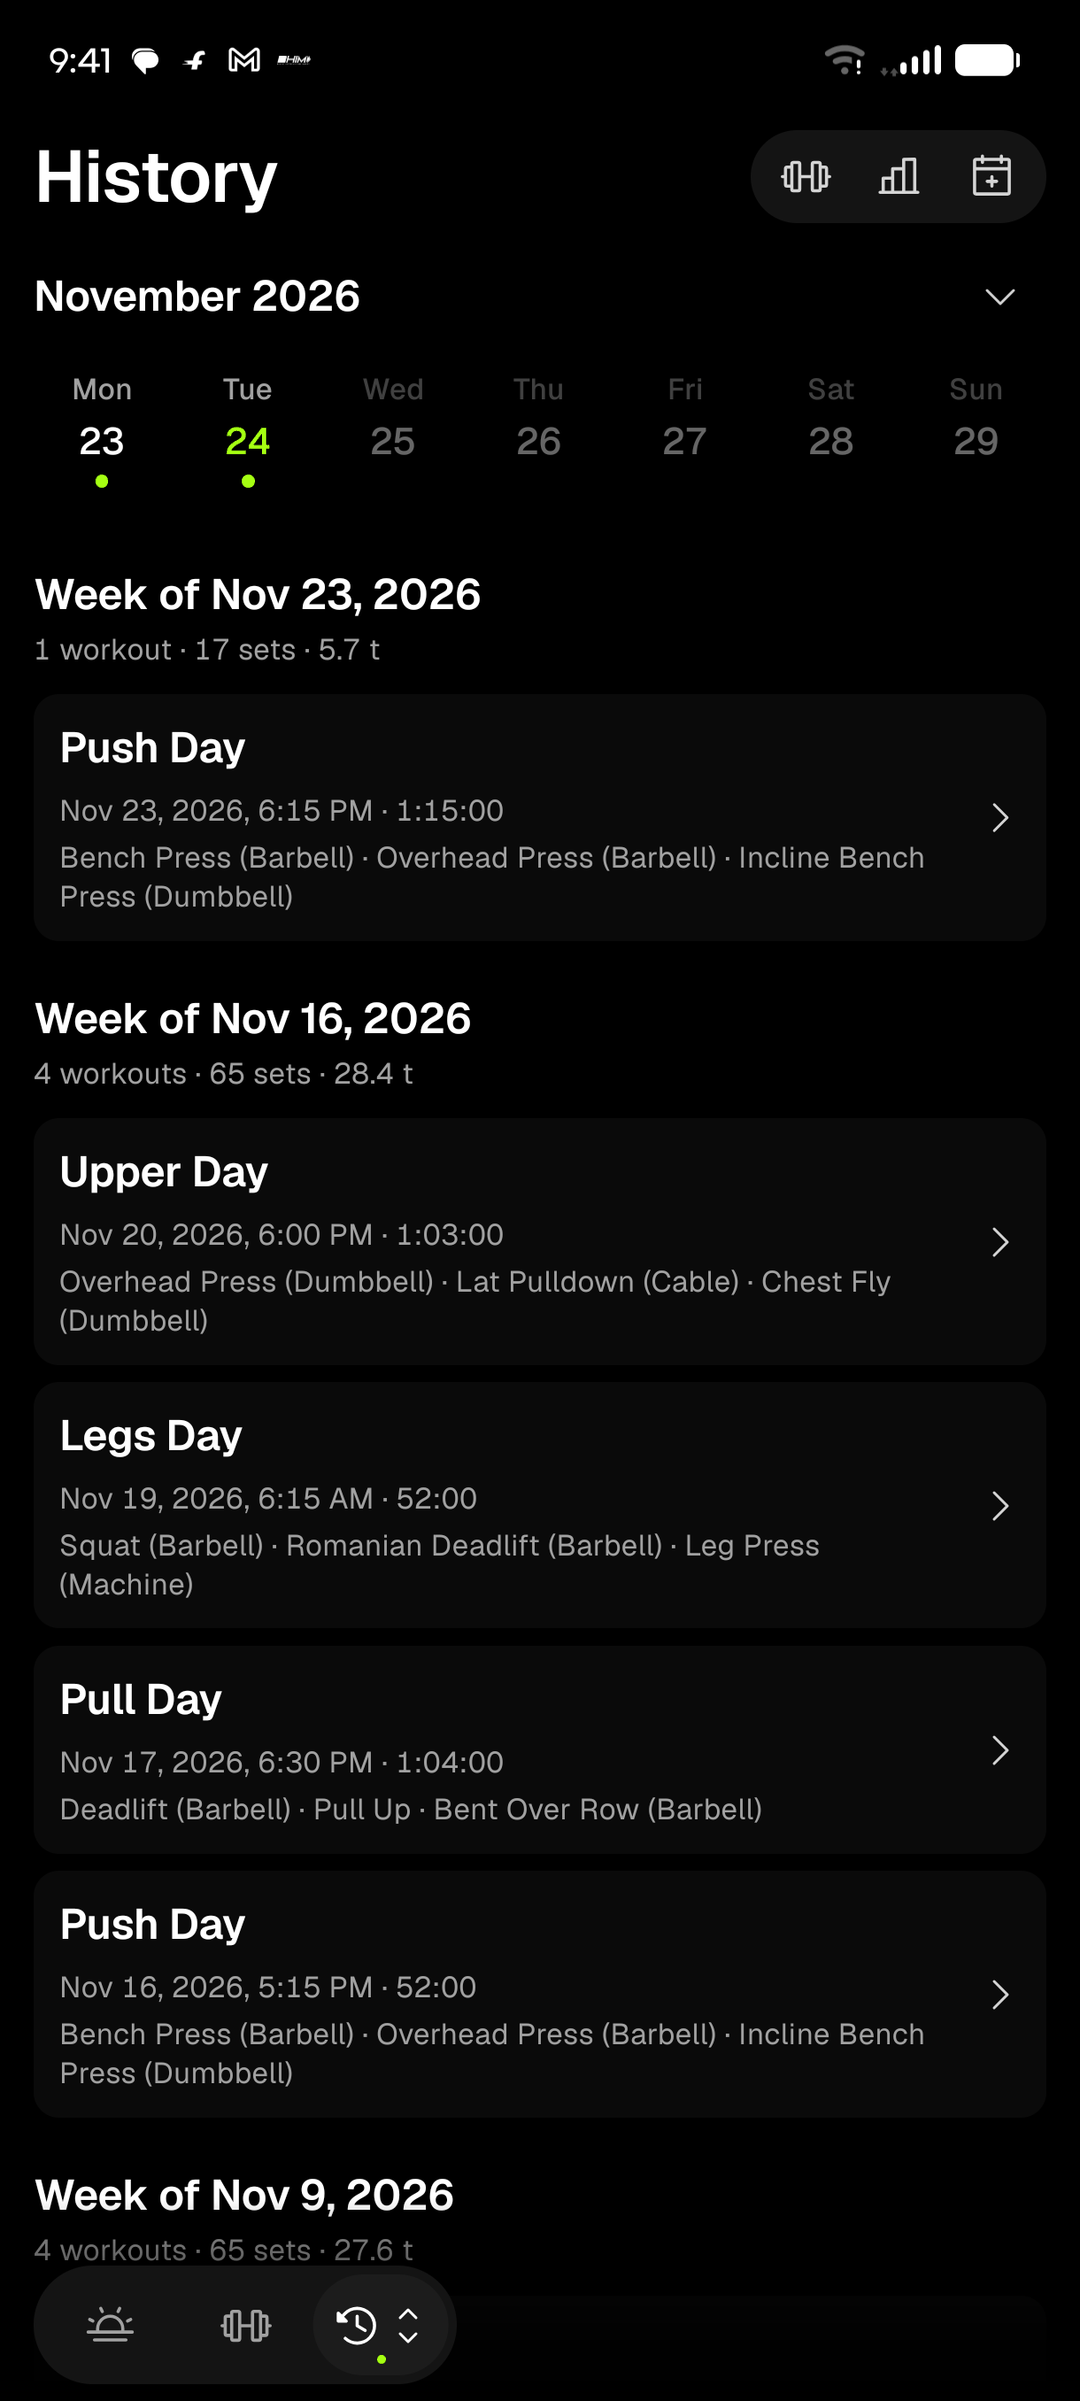 9:41
History
November 2026
Mon Tue Wed Thu Fri Sat Sun
23 24 25 26 27 28 29
Week of Nov 23, 2026
1 workout · 17 sets · 5.7 t
Push Day
Nov 23, 2026, 6:15 PM · 1:15:00
Bench Press (Barbell) · Overhead Press (Barbell) · Incline Bench
Press (Dumbbell)
Week of Nov 16, 2026
4 workouts · 65 sets · 28.4 t
Upper Day
Nov 20, 2026, 6:00 PM · 1:03:00
Overhead Press (Dumbbell) · Lat Pulldown (Cable) · Chest Fly
(Dumbbell)
Legs Day
Nov 19, 2026, 6:15 AM · 52:00
Squat (Barbell) · Romanian Deadlift (Barbell) · Leg Press
(Machine)
Pull Day
Nov 17, 2026, 6:30 PM · 1:04:00
Deadlift (Barbell) · Pull Up · Bent Over Row (Barbell)
Push Day
Nov 16, 2026, 5:15 PM · 52:00
Bench Press (Barbell) · Overhead Press (Barbell) · Incline Bench
Press (Dumbbell)
Week of Nov 9, 2026
4 workouts · 65 sets · 27.6 t